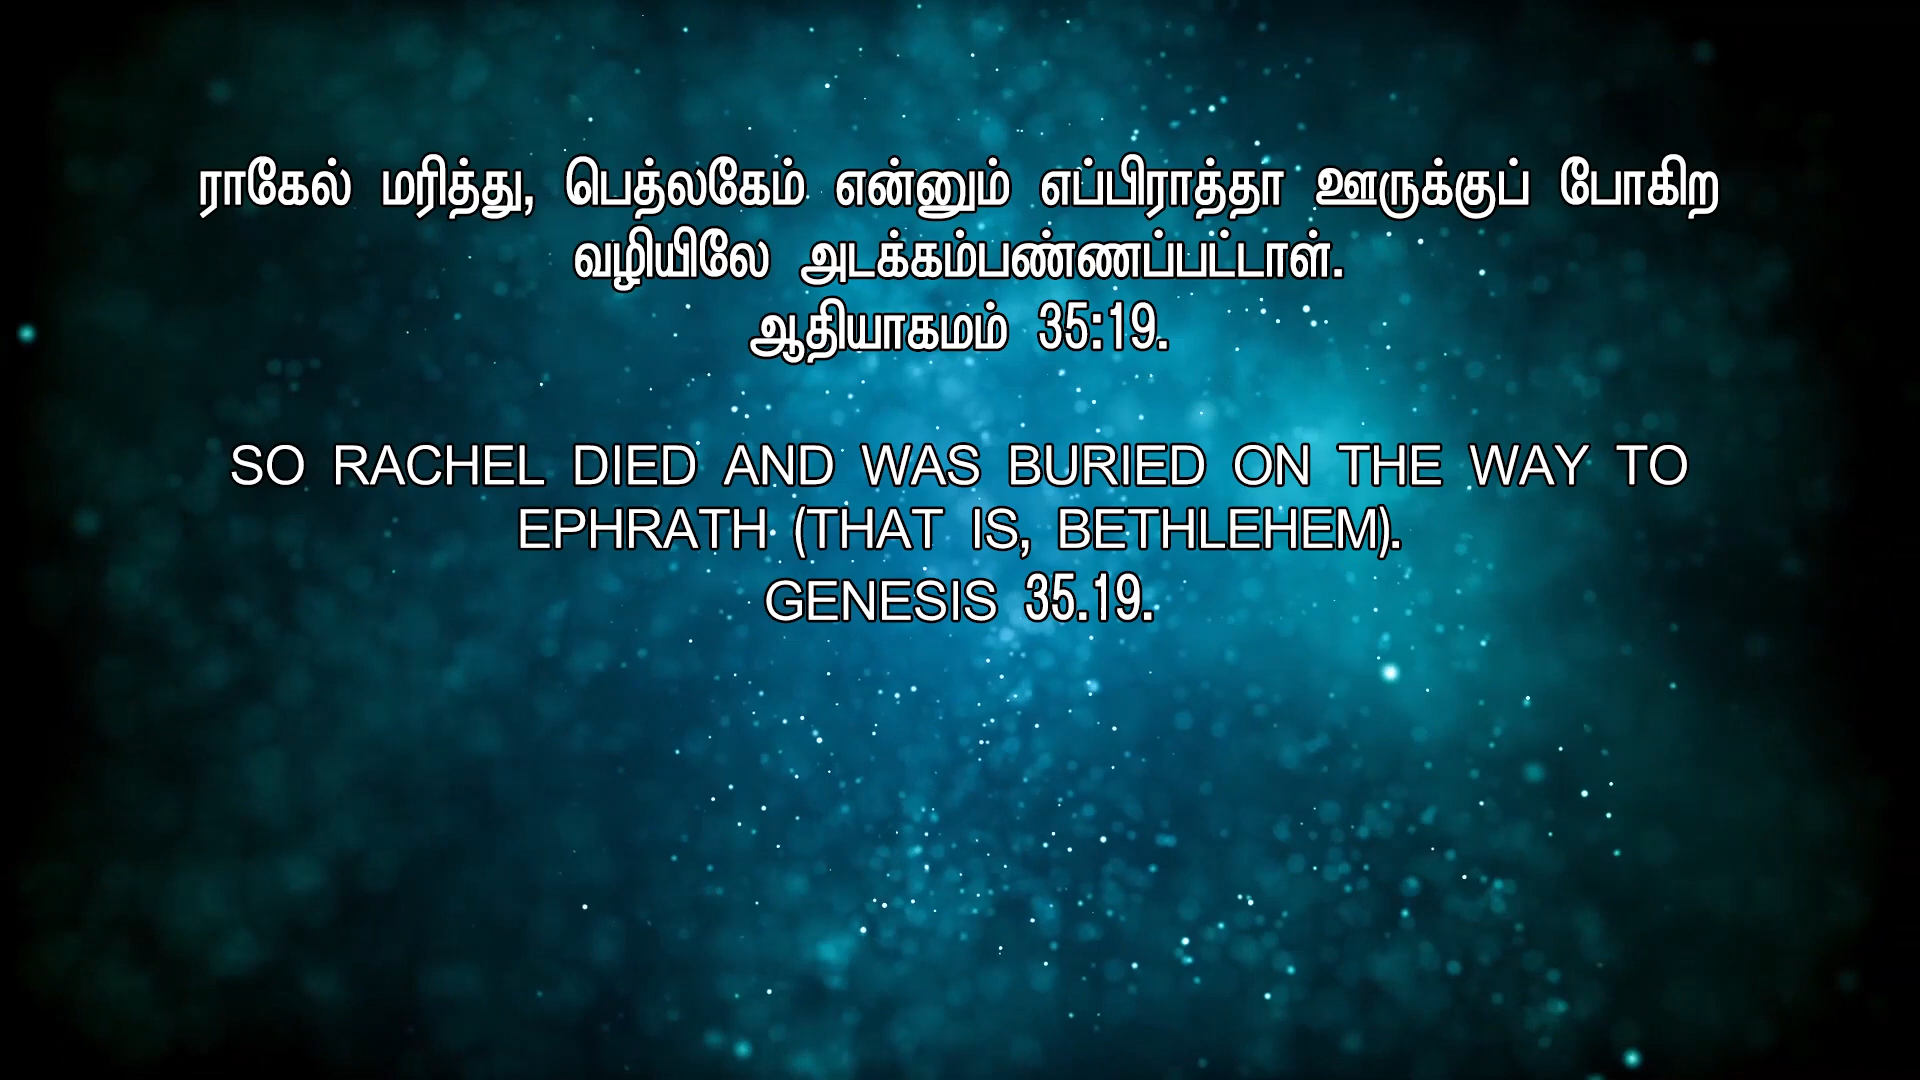 ராகேல் மரித்து, பெத்லகேம் என்னும் எப்பிராத்தா ஊருக்குப் போகிற
வழியிலே அடக்கம்பண்ணப்பட்டாள்.
ஆதியாகமம் 35:19.
SO RACHEL DIED AND WAS BURIED ON THE WAY TO
EPHRATH (THAT IS, BETHLEHEM).
GENESIS 35.19.